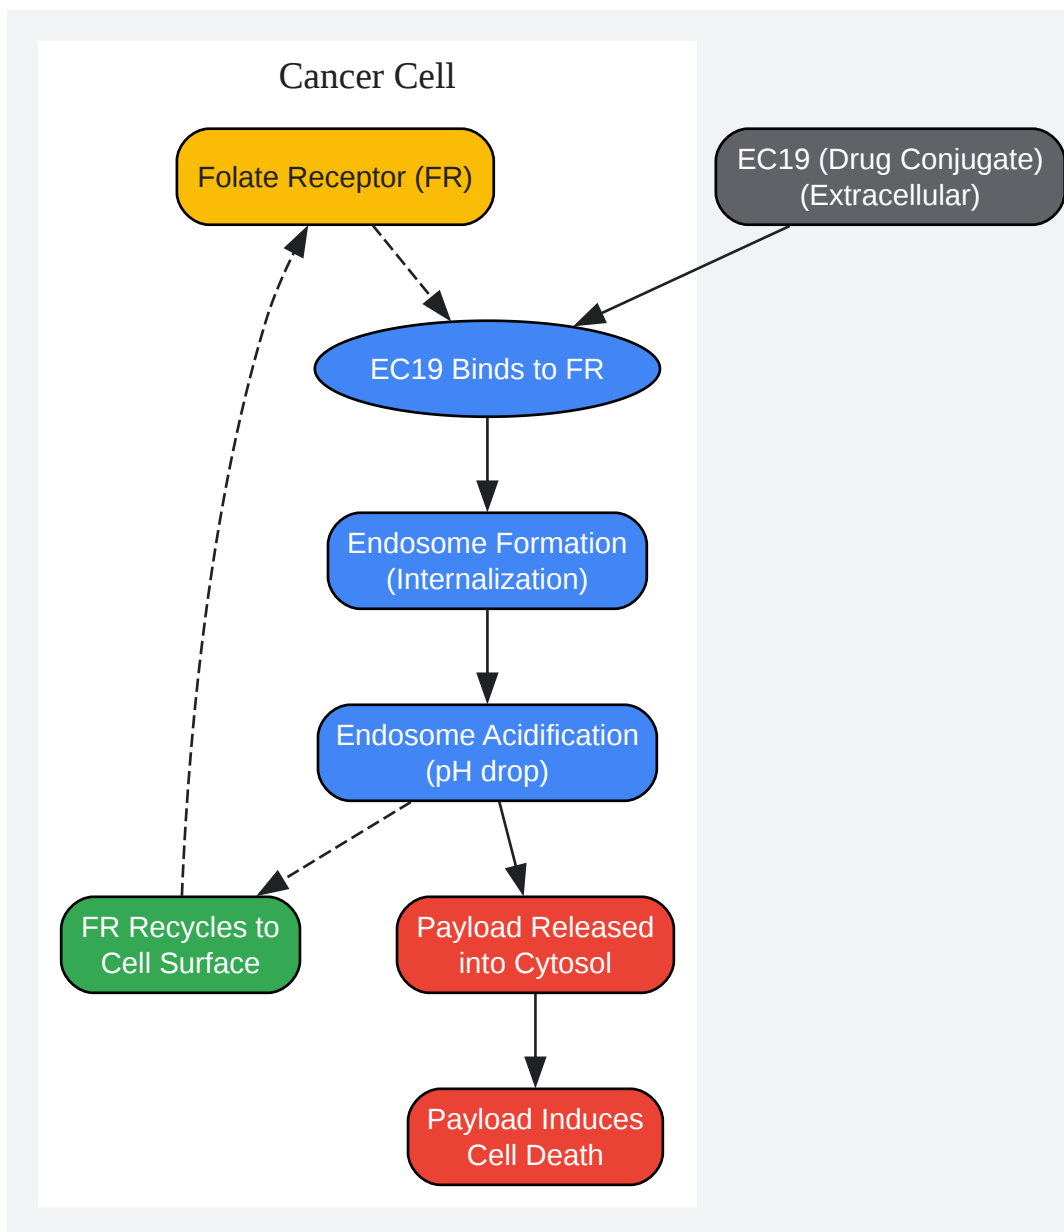 Cancer Cell
Folate Receptor (FR)
EC19 (Drug Conjugate)
(Extracellular)
EC19 Binds to FR
Endosome Formation
(Internalization)
Endosome Acidification
(pH drop)
FR Recycles to
Cell Surface
Payload Released
into Cytosol
Payload Induces
Cell Death